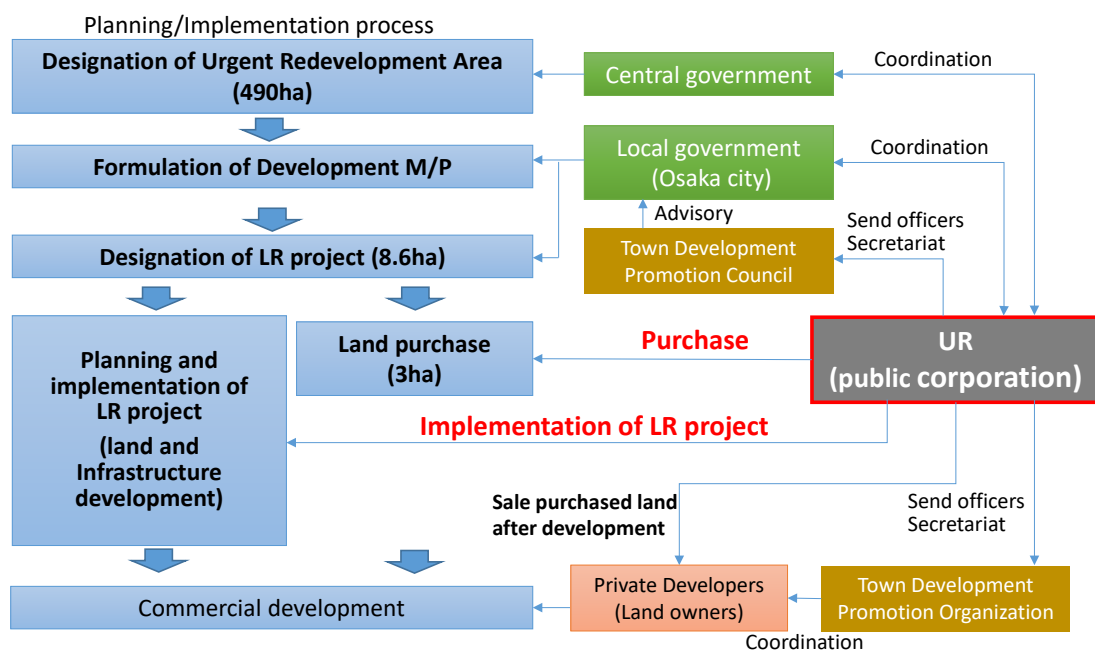 Planning/Implementation process
Designation of Urgent Redevelopment Area
(490ha)
Central government
Coordination
Formulation of Development M/P
Local government
(Osaka city)
Coordination
Advisory
Send officers
Secretariat
Designation of LR project (8.6ha)
Town Development
Promotion Council
Planning and
implementation of
LR project
(land and
Infrastructure
development)
Land purchase
(3ha)
Purchase
UR
(public corporation)
Implementation of LR project
Sale purchased land
after development
Send officers
Secretariat
Commercial development
Private Developers
(Land owners)
Town Development
Promotion Organization
Coordination